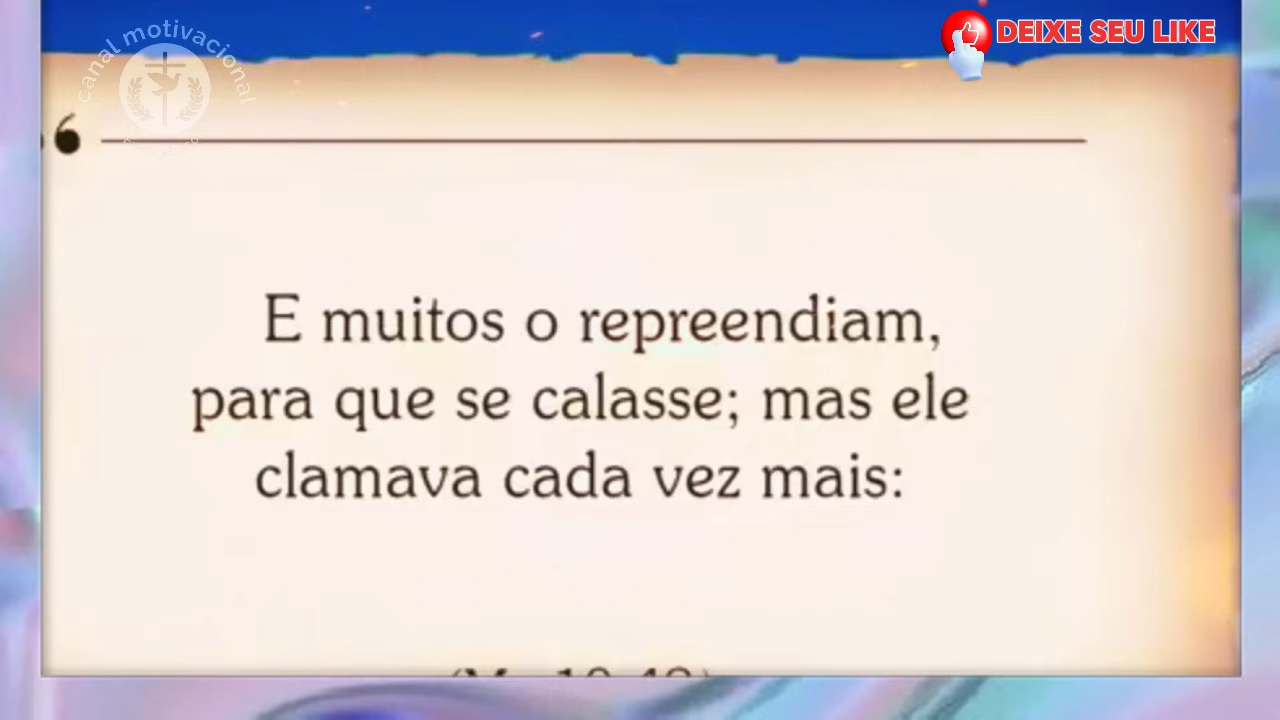 canal motivacional
DEIXE SEU LIKE
E muitos o repreendiam,
para que se calasse; mas ele
clamava cada vez mais: